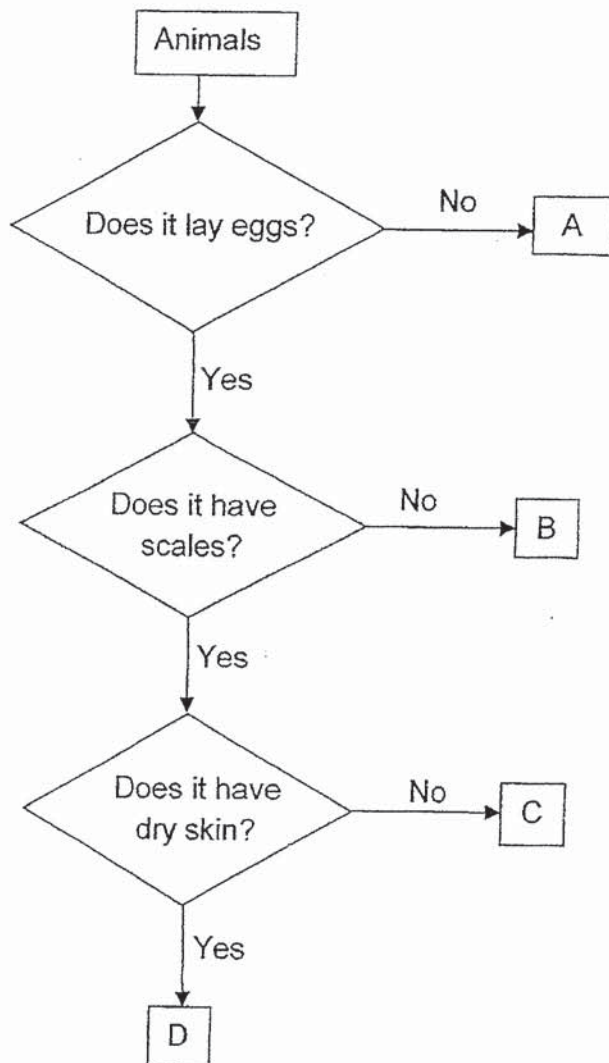 Animals
Does it lay eggs?
No
A
Yes
Does it have
scales?
No
B
Yes
Does it have
dry skin?
No
C
Yes
D